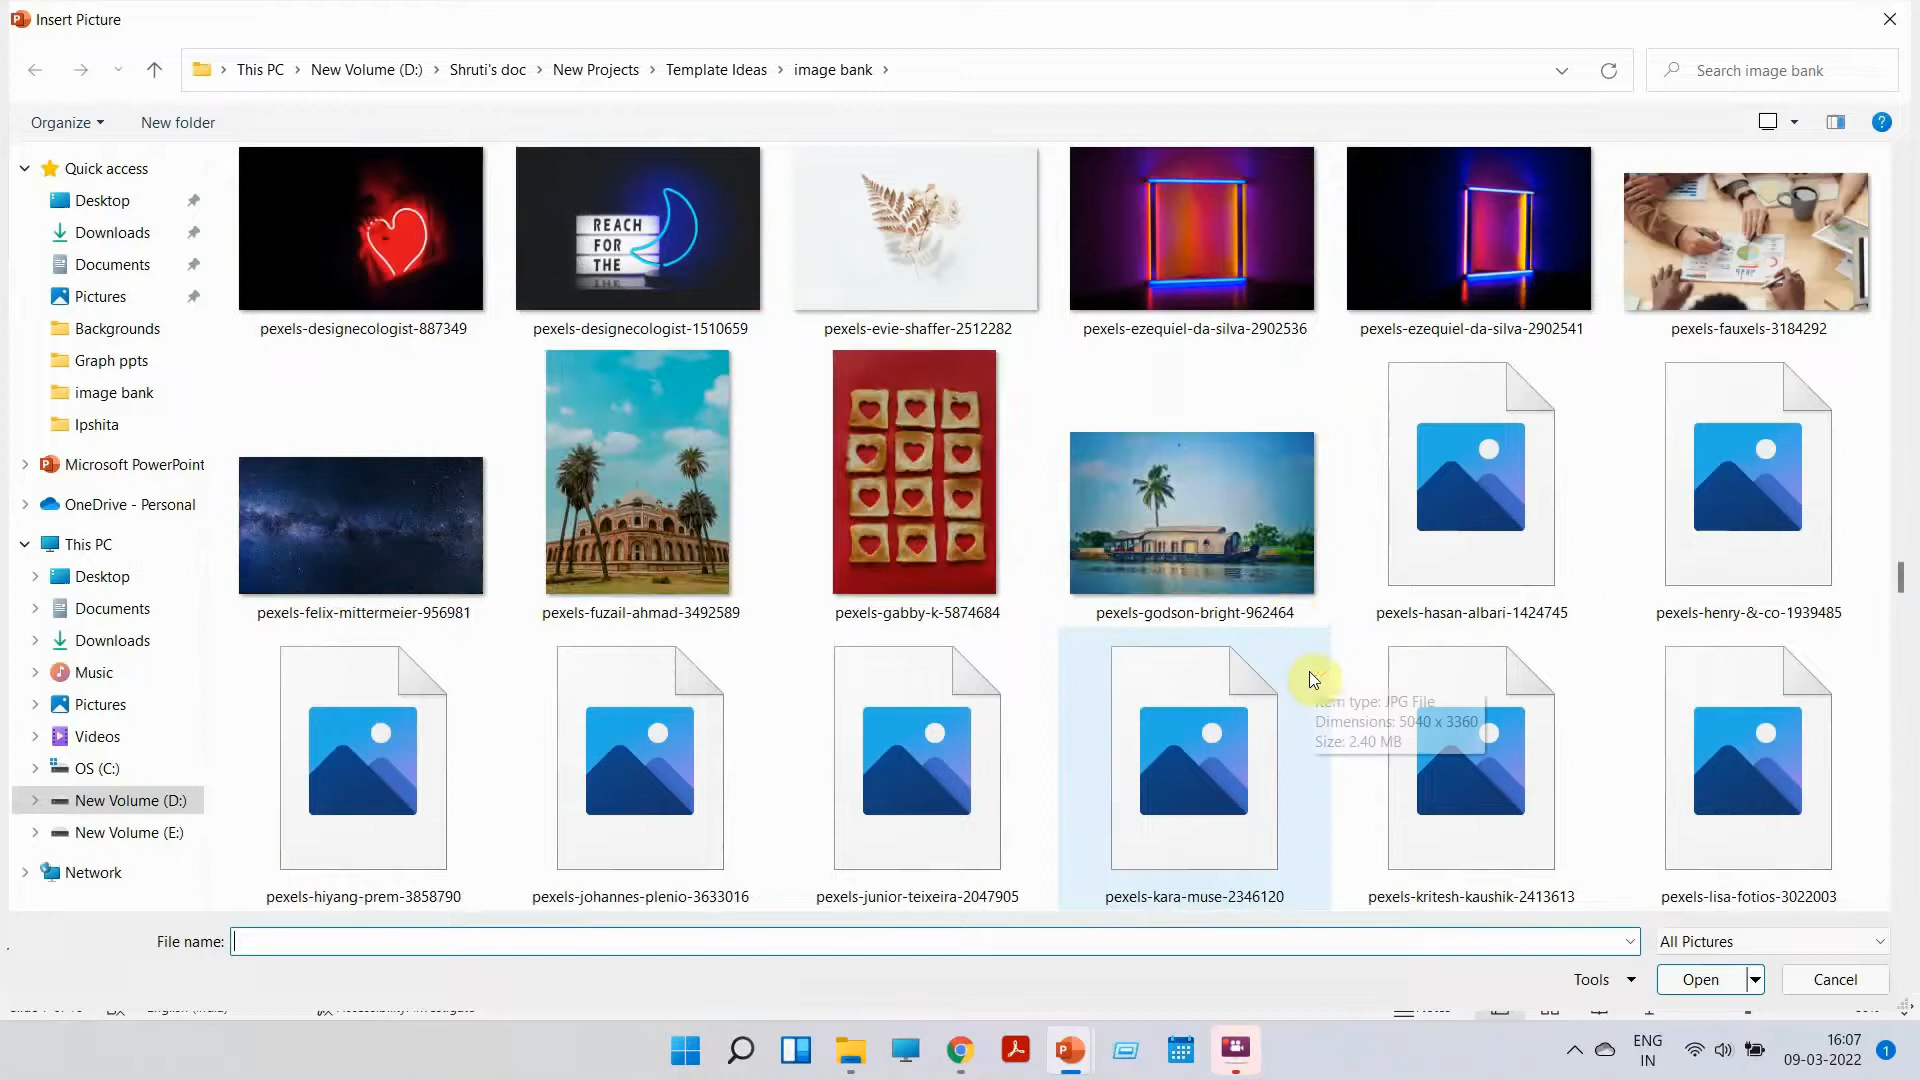 Insert Picture
This PC
New Volume (D:)
Shruti's doc
New Projects
Template Ideas
image bank
Search image bank
Organize
New folder
Quick access
Desktop
Downloads
Documents
Pictures
Backgrounds
Graph ppts
image bank
Ipshita
Microsoft PowerPoint
OneDrive - Personal
This PC
Desktop
Documents
Downloads
Music
Pictures
Videos
OS (C:)
New Volume (D:)
New Volume (E:)
Network
REACH
FOR
THE
pexels-designecologist-887349
pexels-designecologist-1510659
pexels-evie-shaffer-2512282
pexels-ezequiel-da-silva-2902536
pexels-ezequiel-da-silva-2902541
pexels-fauxels-3184292
pexels-felix-mittermeier-956981
pexels-fuzail-ahmad-3492589
pexels-gabby-k-5874684
pexels-godson-bright-962464
pexels-hasan-albari-1424745
pexels-henry-&-co-1939485
Item type: JPG File
Dimensions: 5040 x 3360
Size: 2.40 MB
pexels-hiyang-prem-3858790
pexels-johannes-plenio-3633016
pexels-junior-teixeira-2047905
pexels-kara-muse-2346120
pexels-kritesh-kaushik-2413613
pexels-lisa-fotios-3022003
File name:
All Pictures
Tools
Open
Cancel
ENG
IN
16:07
09-03-2022
1